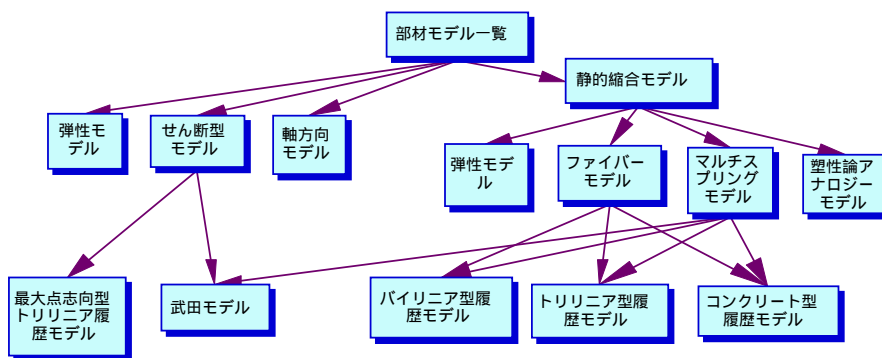 部材モデル一覧
静的縮合モデル
弾性モ
デル
せん断型
モデル
軸方向
モデル
弾性モデ
ル
ファイバー
モデル
マルチス
プリング
モデル
塑性論ア
ナロジー
モデル
最大点志向型
トリリニア履
歴モデル
武田モデル
バイリニア型履
歴モデル
トリリニア型履
歴モデル
コンクリート型
履歴モデル